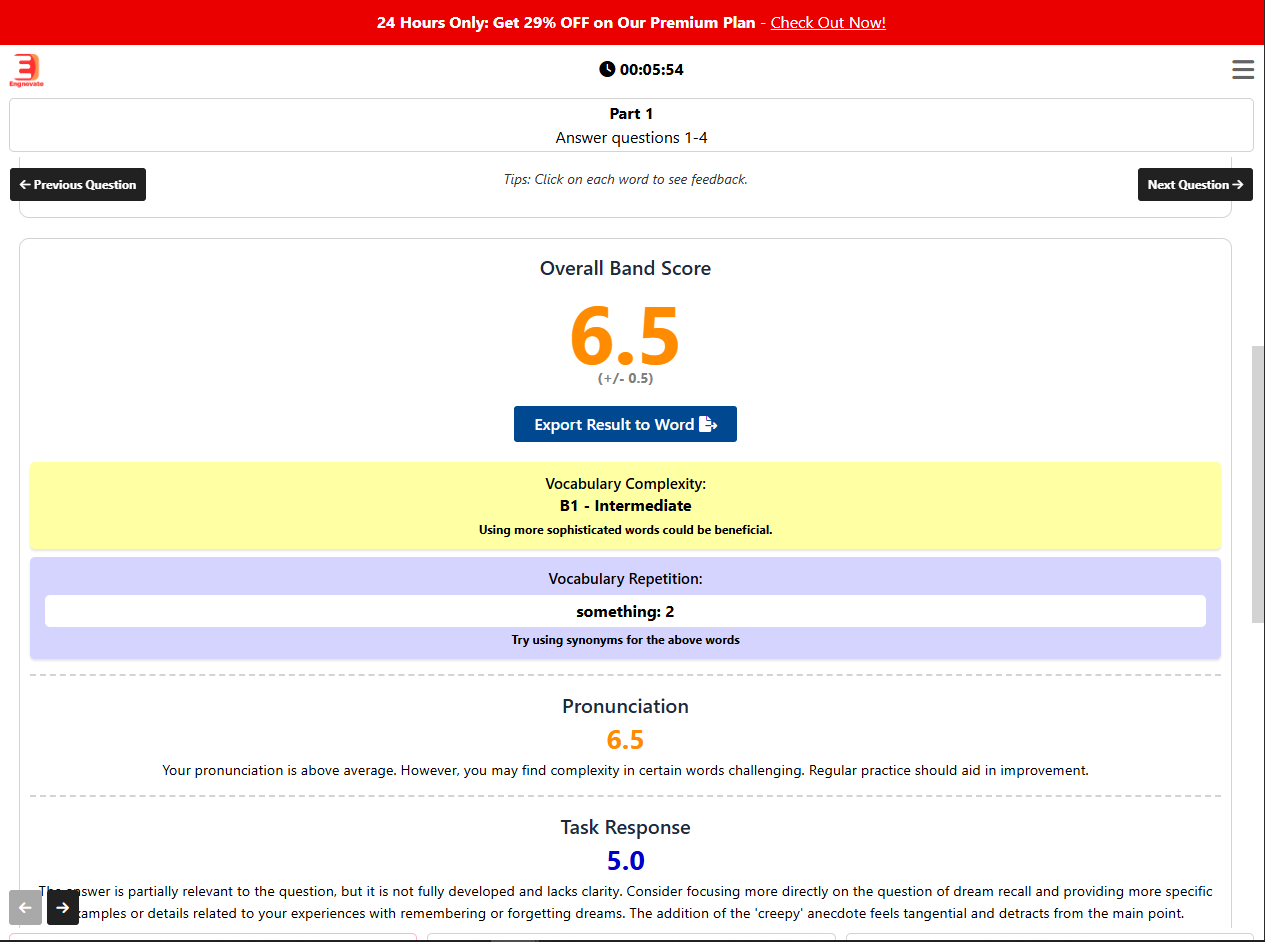 24 Hours Only: Get 29% OFF on Our Premium Plan - Check Out Now!
Engnovate
00:05:54
Part 1
Answer questions 1-4
Previous Question
Tips: Click on each word to see feedback.
Next Question
Overall Band Score
6.5
(+/- 0.5)
Export Result to Word
Vocabulary Complexity:
B1 - Intermediate
Using more sophisticated words could be beneficial.
Vocabulary Repetition:
something: 2
Try using synonyms for the above words
Pronunciation
6.5
Your pronunciation is above average. However, you may find complexity in certain words challenging. Regular practice should aid in improvement.
Task Response
5.0
The answer is partially relevant to the question, but it is not fully developed and lacks clarity. Consider focusing more directly on the question of dream recall and providing more specific
examples or details related to your experiences with remembering or forgetting dreams. The addition of the 'creepy' anecdote feels tangential and detracts from the main point.